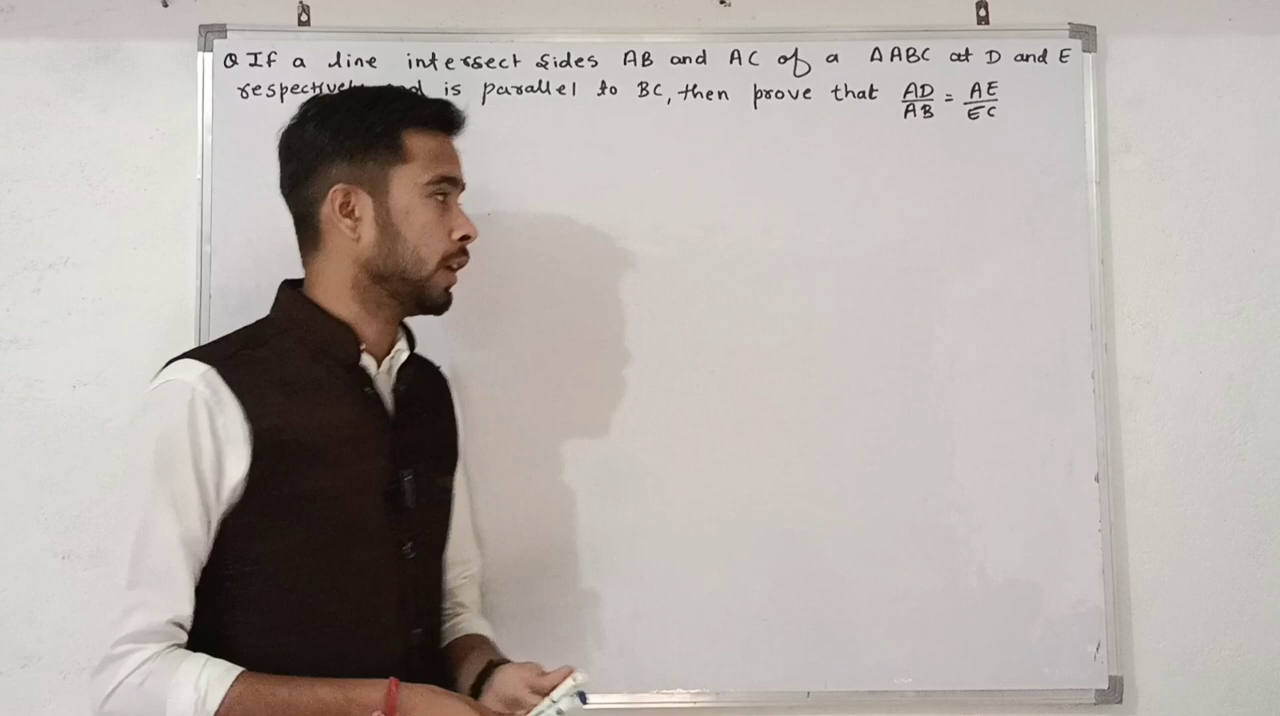 Q If a line intersect sides AB and AC of a ΔABC at D and E
is parallel to BC, then prove that AD/AB = AE/EC